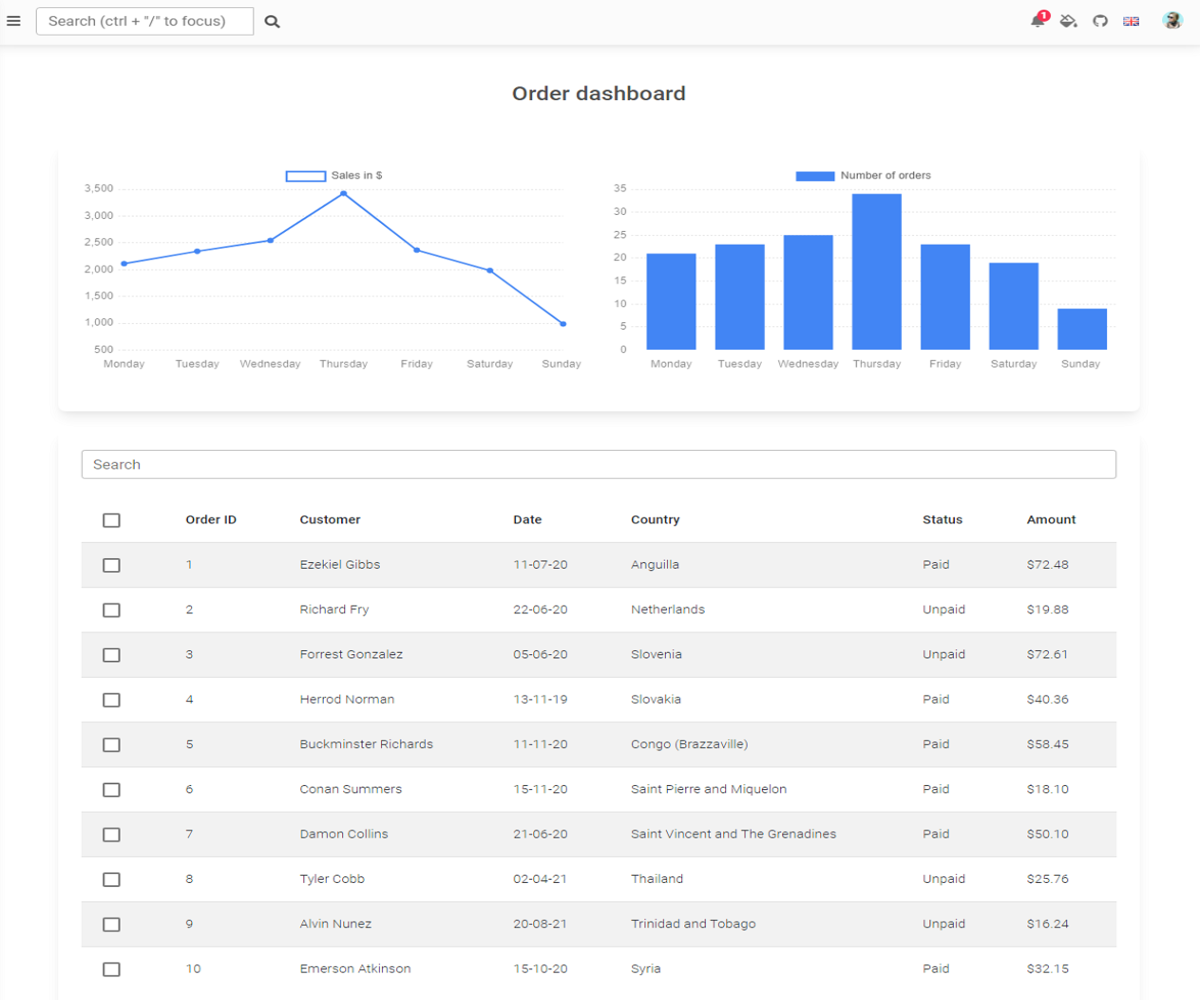 Search (ctrl + "/" to focus)
1
Order dashboard
Sales in $
3,500
3,000
2,500
2,000
1,500
1,000
500
Monday Tuesday Wednesday Thursday Friday Saturday Sunday
Number of orders
35
30
25
20
15
10
5
0
Monday Tuesday Wednesday Thursday Friday Saturday Sunday
Search
Order ID Customer Date Country Status Amount
1 Ezekiel Gibbs 11-07-20 Anguilla Paid $72.48
2 Richard Fry 22-06-20 Netherlands Unpaid $19.88
3 Forrest Gonzalez 05-06-20 Slovenia Unpaid $72.61
4 Herrod Norman 13-11-19 Slovakia Paid $40.36
5 Buckminster Richards 11-11-20 Congo (Brazzaville) Paid $58.45
6 Conan Summers 15-11-20 Saint Pierre and Miquelon Paid $18.10
7 Damon Collins 21-06-20 Saint Vincent and The Grenadines Paid $50.10
8 Tyler Cobb 02-04-21 Thailand Unpaid $25.76
9 Alvin Nunez 20-08-21 Trinidad and Tobago Unpaid $16.24
10 Emerson Atkinson 15-10-20 Syria Paid $32.15